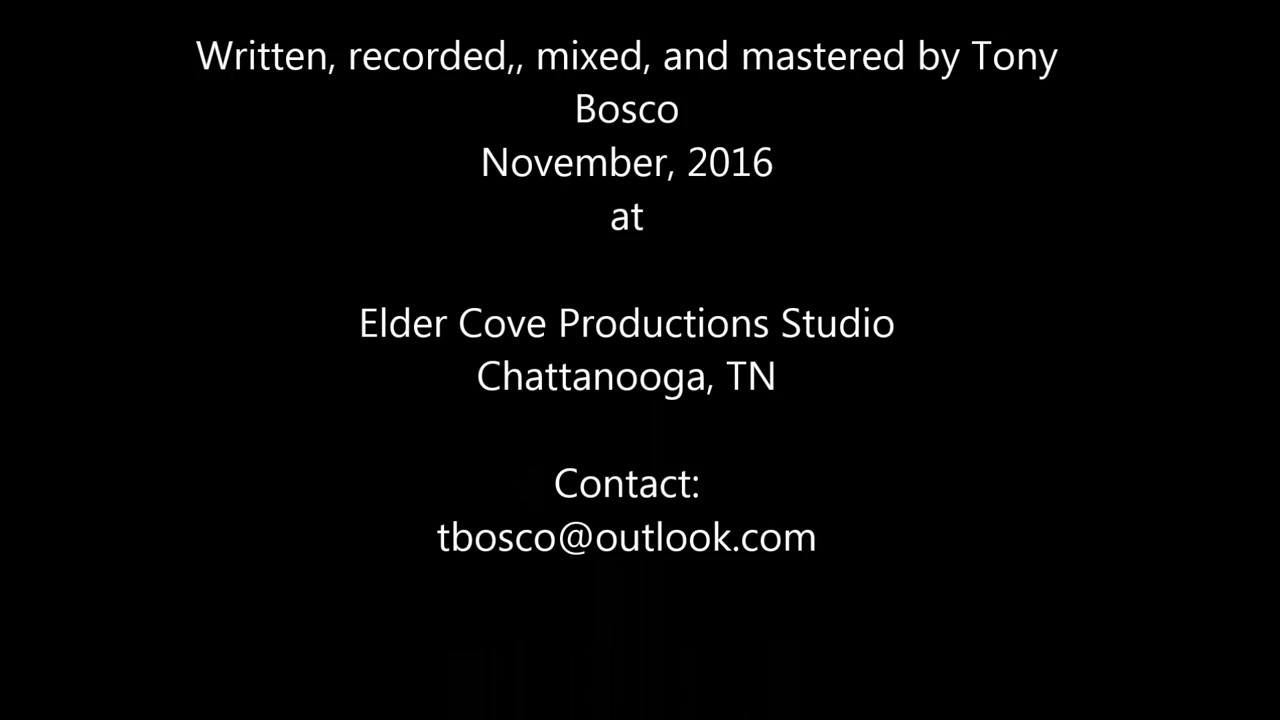 Written, recorded,, mixed, and mastered by Tony
Bosco
November, 2016
at
Elder Cove Productions Studio
Chattanooga, TN
Contact:
tbosco@outlook.com